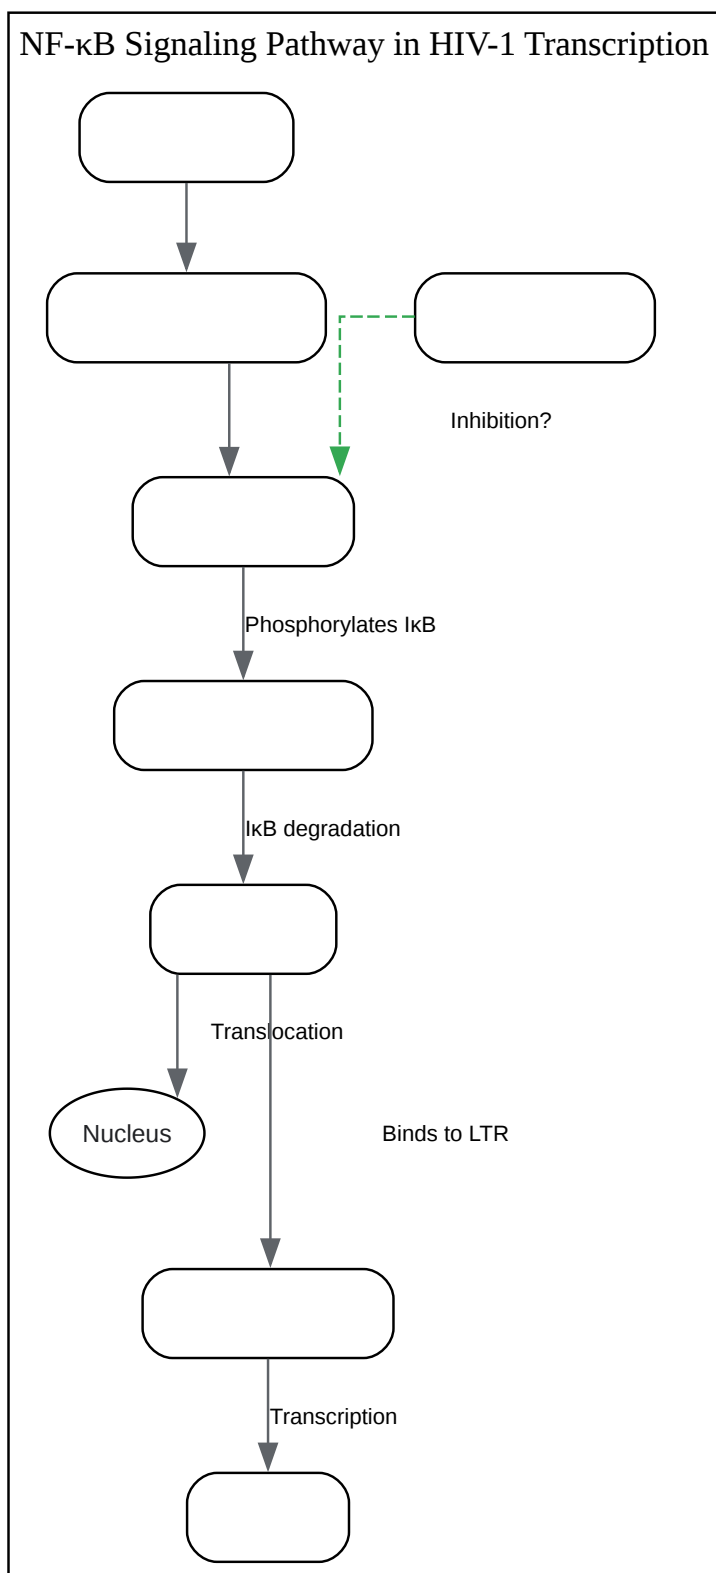 NF-κB Signaling Pathway in HIV-1 Transcription
Inhibition?
Phosphorylates IκB
IκB degradation
Translocation
Nucleus
Binds to LTR
Transcription